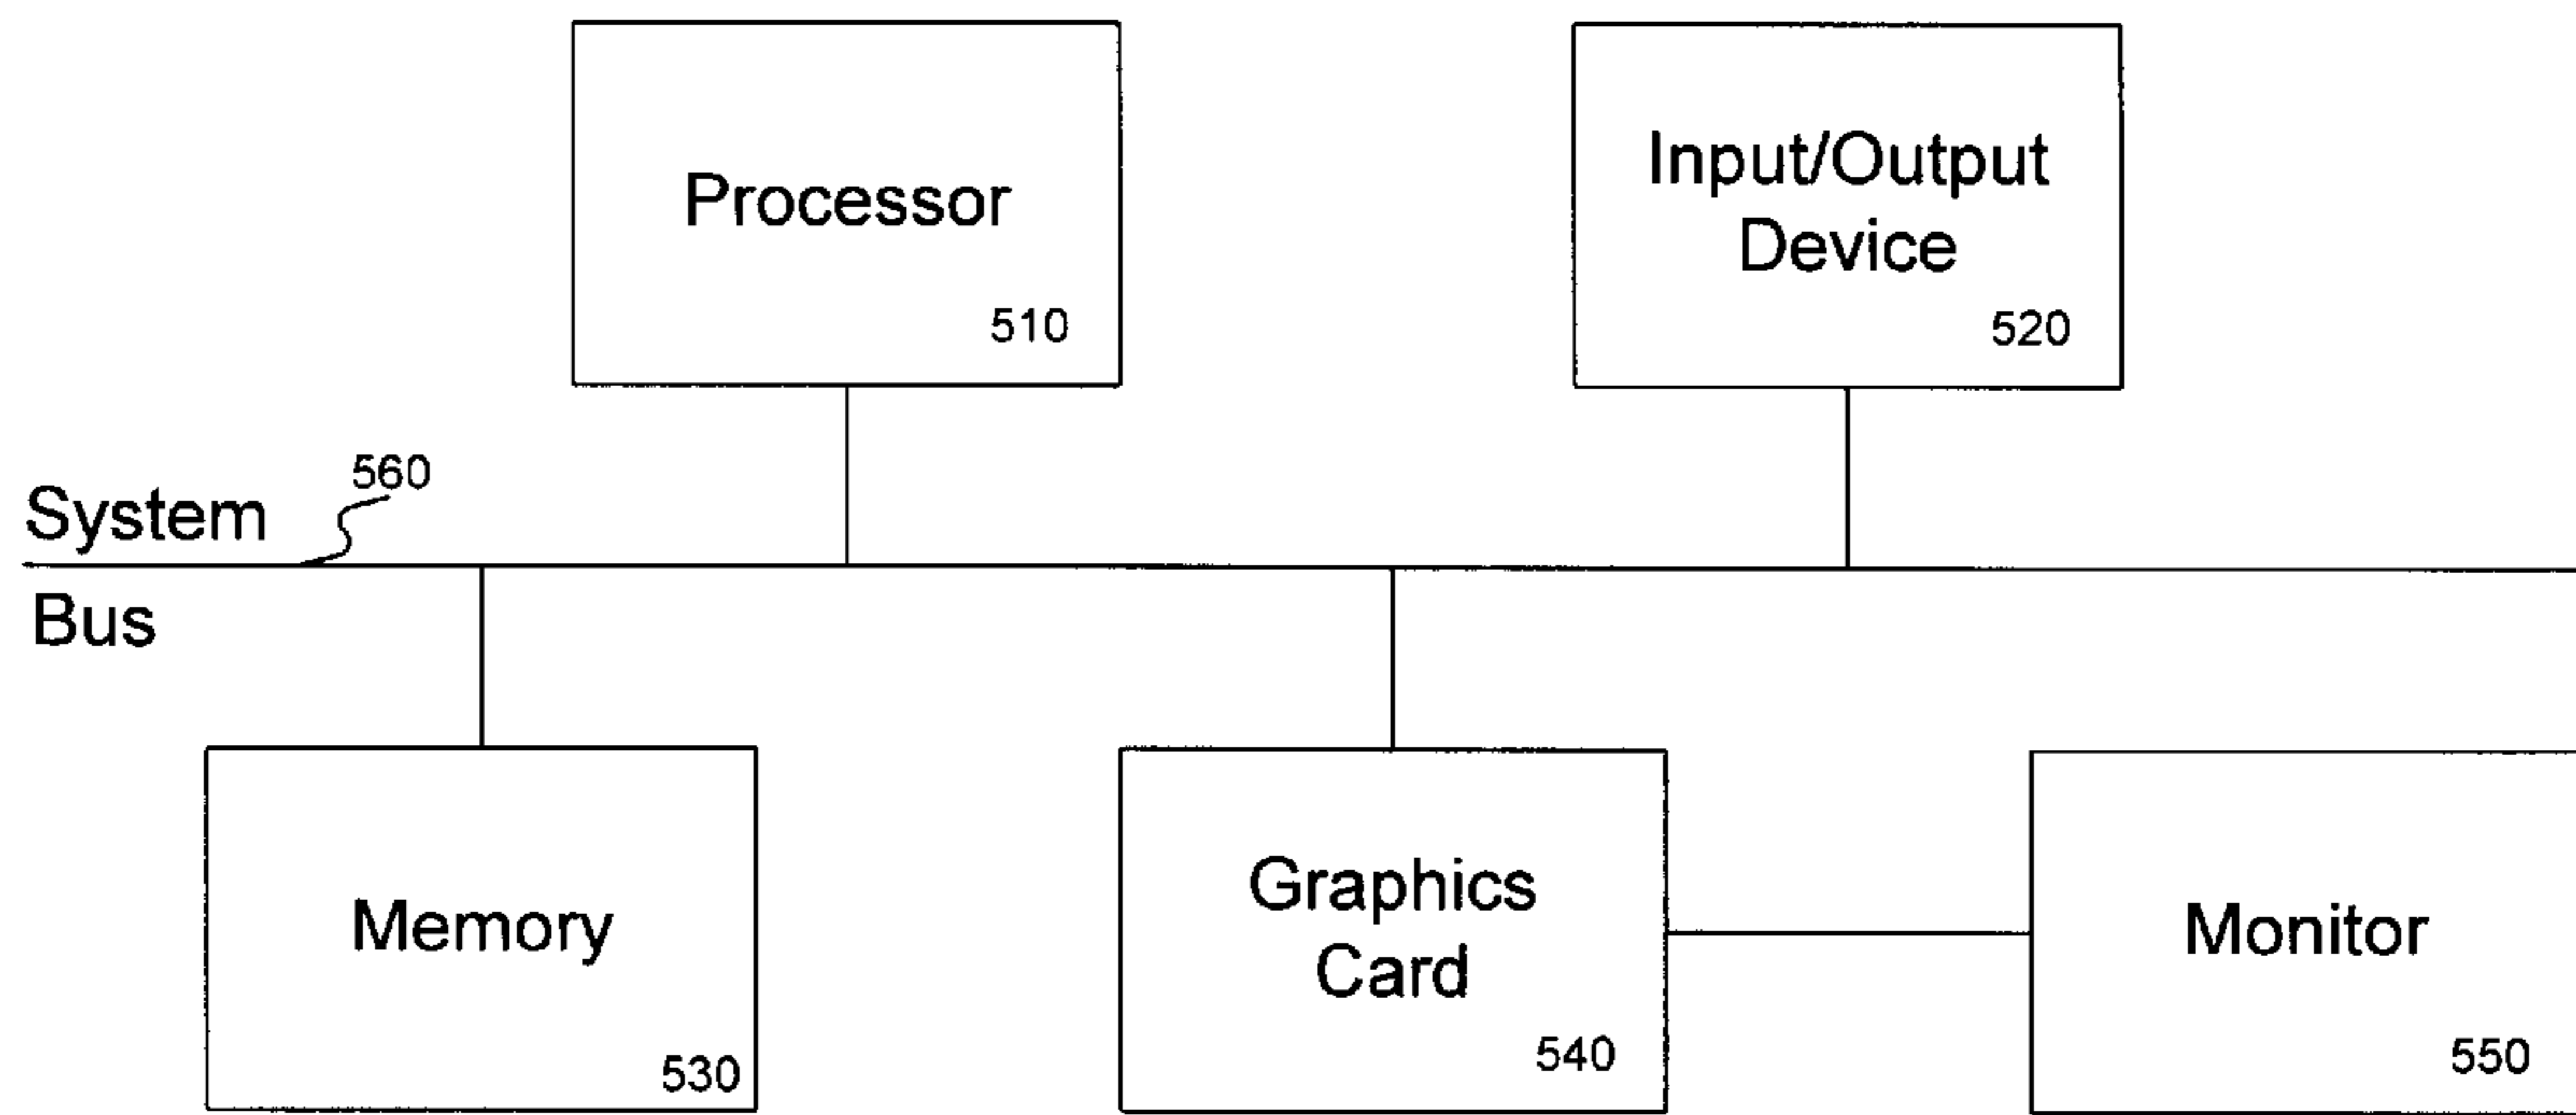 Processor
510
Input/Output
Device
520
560
System
Bus
Memory
530
Graphics
Card
540
Monitor
550